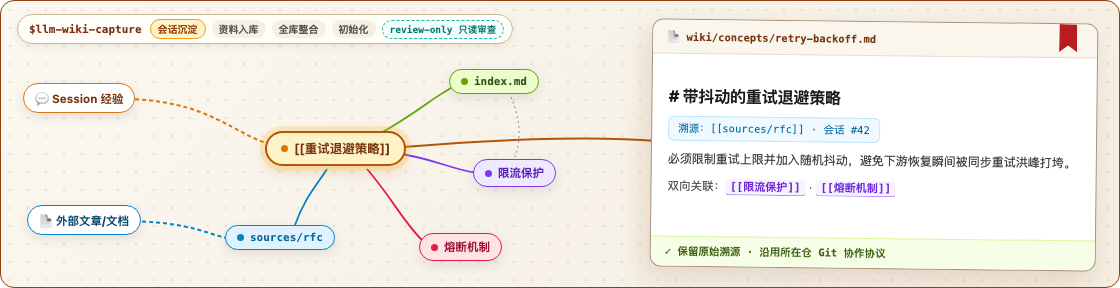 $llm-wiki-capture 会话沉淀 资料入库 全库整合 初始化 review-only 只读审查
Session 经验
index.md
[[重试退避策略]]
限流保护
外部文章/文档
sources/rfc
熔断机制
wiki/concepts/retry-backoff.md
# 带抖动的重试退避策略
溯源: [[sources/rfc]] · 会话 #42
必须限制重试上限并加入随机抖动，避免下游恢复瞬间被同步重试洪峰打垮。
双向关联: [[限流保护]] · [[熔断机制]]
✓ 保留原始溯源 · 沿用所在仓 Git 协作协议